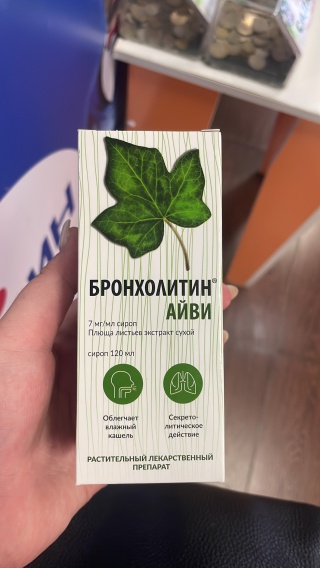 БРОНХОЛИТИН®
АЙВИ
7 мг/мл сироп
Плюща листьев экстракт сухой
сироп 120 мл
Облегчает
влажный
кашель
Секрето-
литическое
действие
РАСТИТЕЛЬНЫЙ ЛЕКАРСТВЕННЫЙ
ПРЕПАРАТ